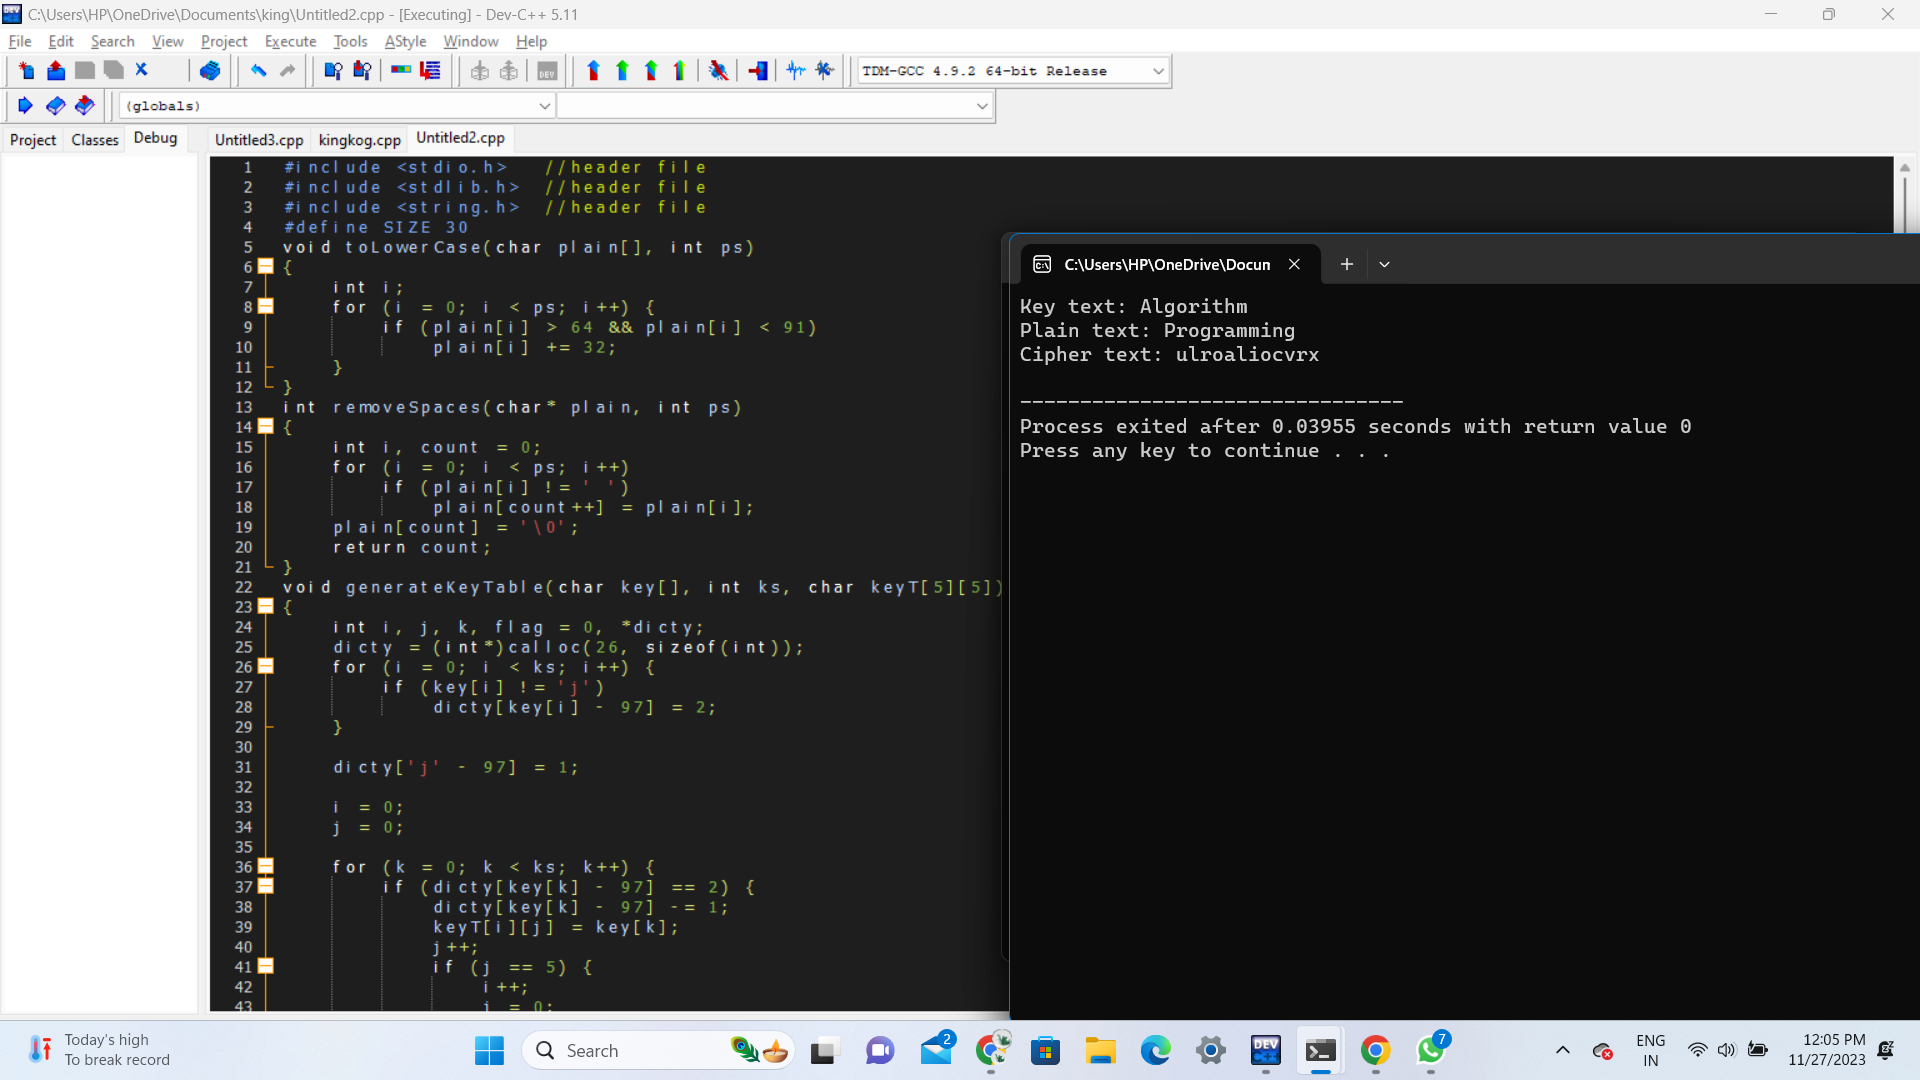 C:\Users\HP\OneDrive\Documents\king\Untitled2.cpp - [Executing] - Dev-C++ 5.11
File Edit Search View Project Execute Tools AStyle Window Help
DEV
TDM-GCC 4.9.2 64-bit Release
(globals)
Project Classes Debug Untitled3.cpp kingkog.cpp Untitled2.cpp
1 #include <stdio.h> //header file
2 #include <stdlib.h> //header file
3 #include <string.h> //header file
4 #define SIZE 30
5 void toLowerCase(char plain[], int ps)
6 {
7 int i;
8 for (i = 0; i < ps; i++) {
9 if (plain[i] > 64 && plain[i] < 91)
10 plain[i] += 32;
11 }
12 }
13 int removeSpaces(char* plain, int ps)
14 {
15 int i, count = 0;
16 for (i = 0; i < ps; i++)
17 if (plain[i] != ' ')
18 plain[count++] = plain[i];
19 plain[count] = '\0';
20 return count;
21 }
22 void generateKeyTable(char key[], int ks, char keyT[5][5])
23 {
24 int i, j, k, flag = 0, *dicty;
25 dicty = (int*)calloc(26, sizeof(int));
26 for (i = 0; i < ks; i++) {
27 if (key[i] != 'j')
28 dicty[key[i] - 97] = 2;
29 }
30
31 dicty['j' - 97] = 1;
32
33 i = 0;
34 j = 0;
35
36 for (k = 0; k < ks; k++) {
37 if (dicty[key[k] - 97] == 2) {
38 dicty[key[k] - 97] -= 1;
39 keyT[i][j] = key[k];
40 j++;
41 if (j == 5) {
42 i++;
43 j = 0;
C:\Users\HP\OneDrive\Docun
Key text: Algorithm
Plain text: Programming
Cipher text: ulroaliocvrx
--------------------------------
Process exited after 0.03955 seconds with return value 0
Press any key to continue . . .
Today's high
To break record
Search
2
DEV
C++
7
ENG
IN
12:05 PM
11/27/2023